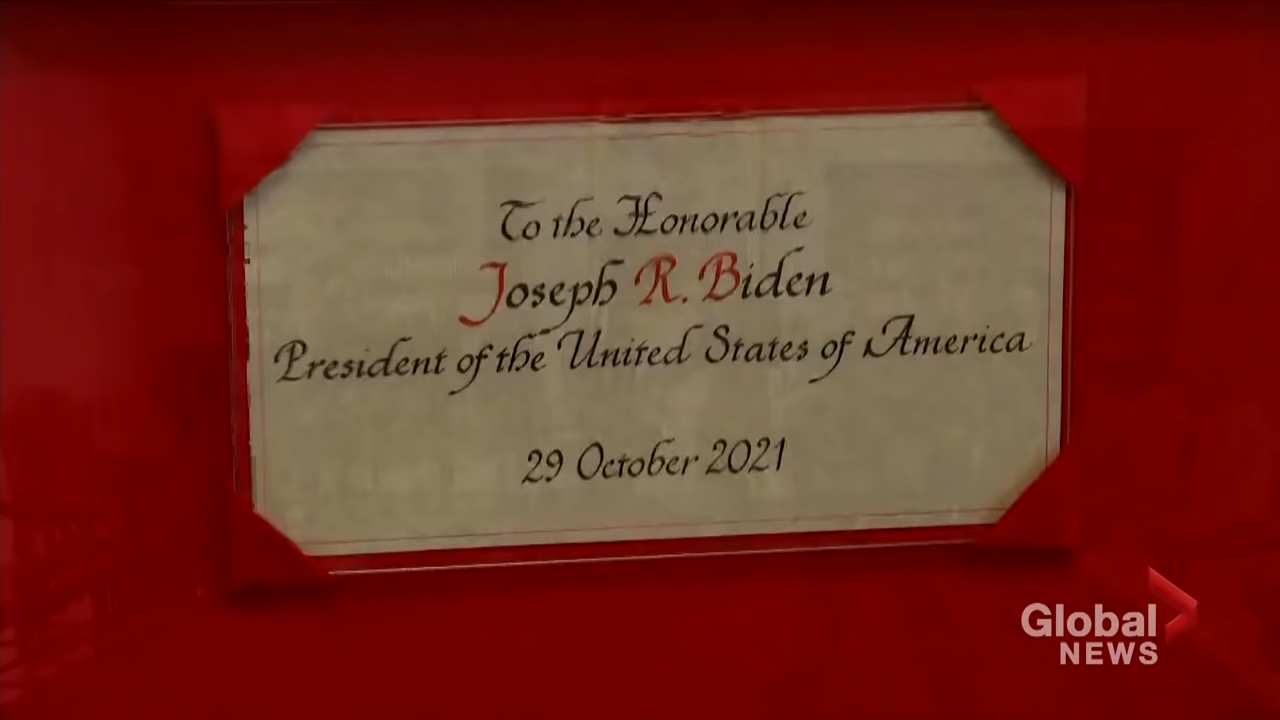 To the Honorable
Joseph R. Biden
President of the United States of America
29 October 2021
Global
NEWS